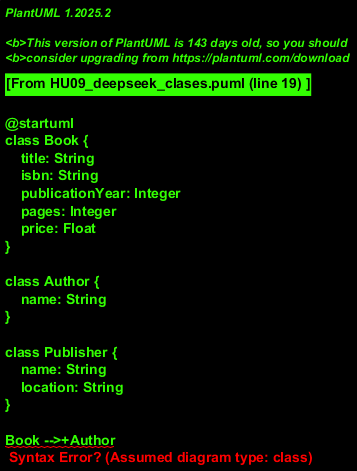 PlantUML 1.2025.2
<b>This version of PlantUML is 143 days old, so you should
<b>consider upgrading from https://plantuml.com/download
[From HU09_deepseek_clases.puml (line 19) ]
@startuml
class Book {
title: String
isbn: String
publicationYear: Integer
pages: Integer
price: Float
}
class Author {
name: String
}
class Publisher {
name: String
location: String
}
Book -->+Author
Syntax Error? (Assumed diagram type: class)